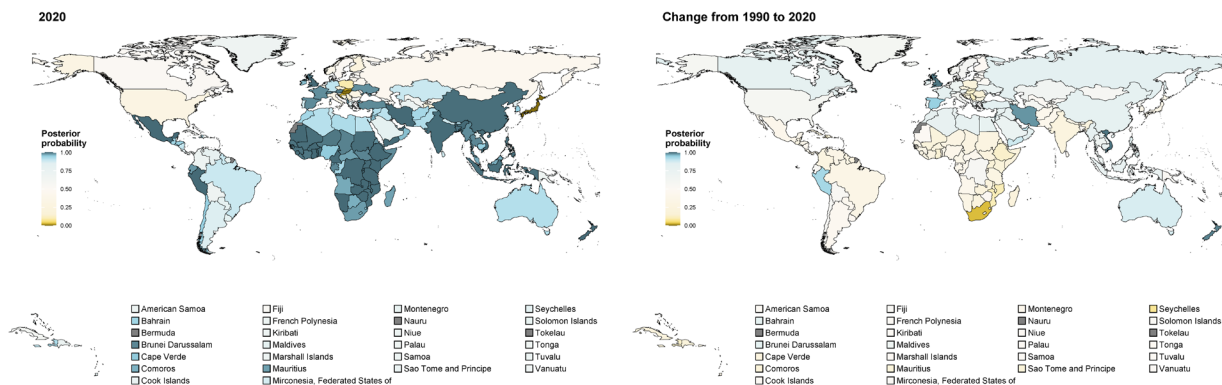 2020
Posterior
probability
1.00
0.75
0.50
0.25
0.00
American Samoa
Bahrain
Bermuda
Brunei Darussalam
Cape Verde
Comoros
Cook Islands
Fiji
French Polynesia
Kiribati
Maldives
Marshall Islands
Mauritius
Mirconesia, Federated States of
Montenegro
Nauru
Niue
Palau
Samoa
Sao Tome and Principe
Seychelles
Solomon Islands
Tokelau
Tonga
Tuvalu
Vanuatu
Change from 1990 to 2020
Posterior
probability
1.00
0.75
0.50
0.25
0.00
American Samoa
Bahrain
Bermuda
Brunei Darussalam
Cape Verde
Comoros
Cook Islands
Fiji
French Polynesia
Kiribati
Maldives
Marshall Islands
Mauritius
Mirconesia, Federated States of
Montenegro
Nauru
Niue
Palau
Samoa
Sao Tome and Principe
Seychelles
Solomon Islands
Tokelau
Tonga
Tuvalu
Vanuatu